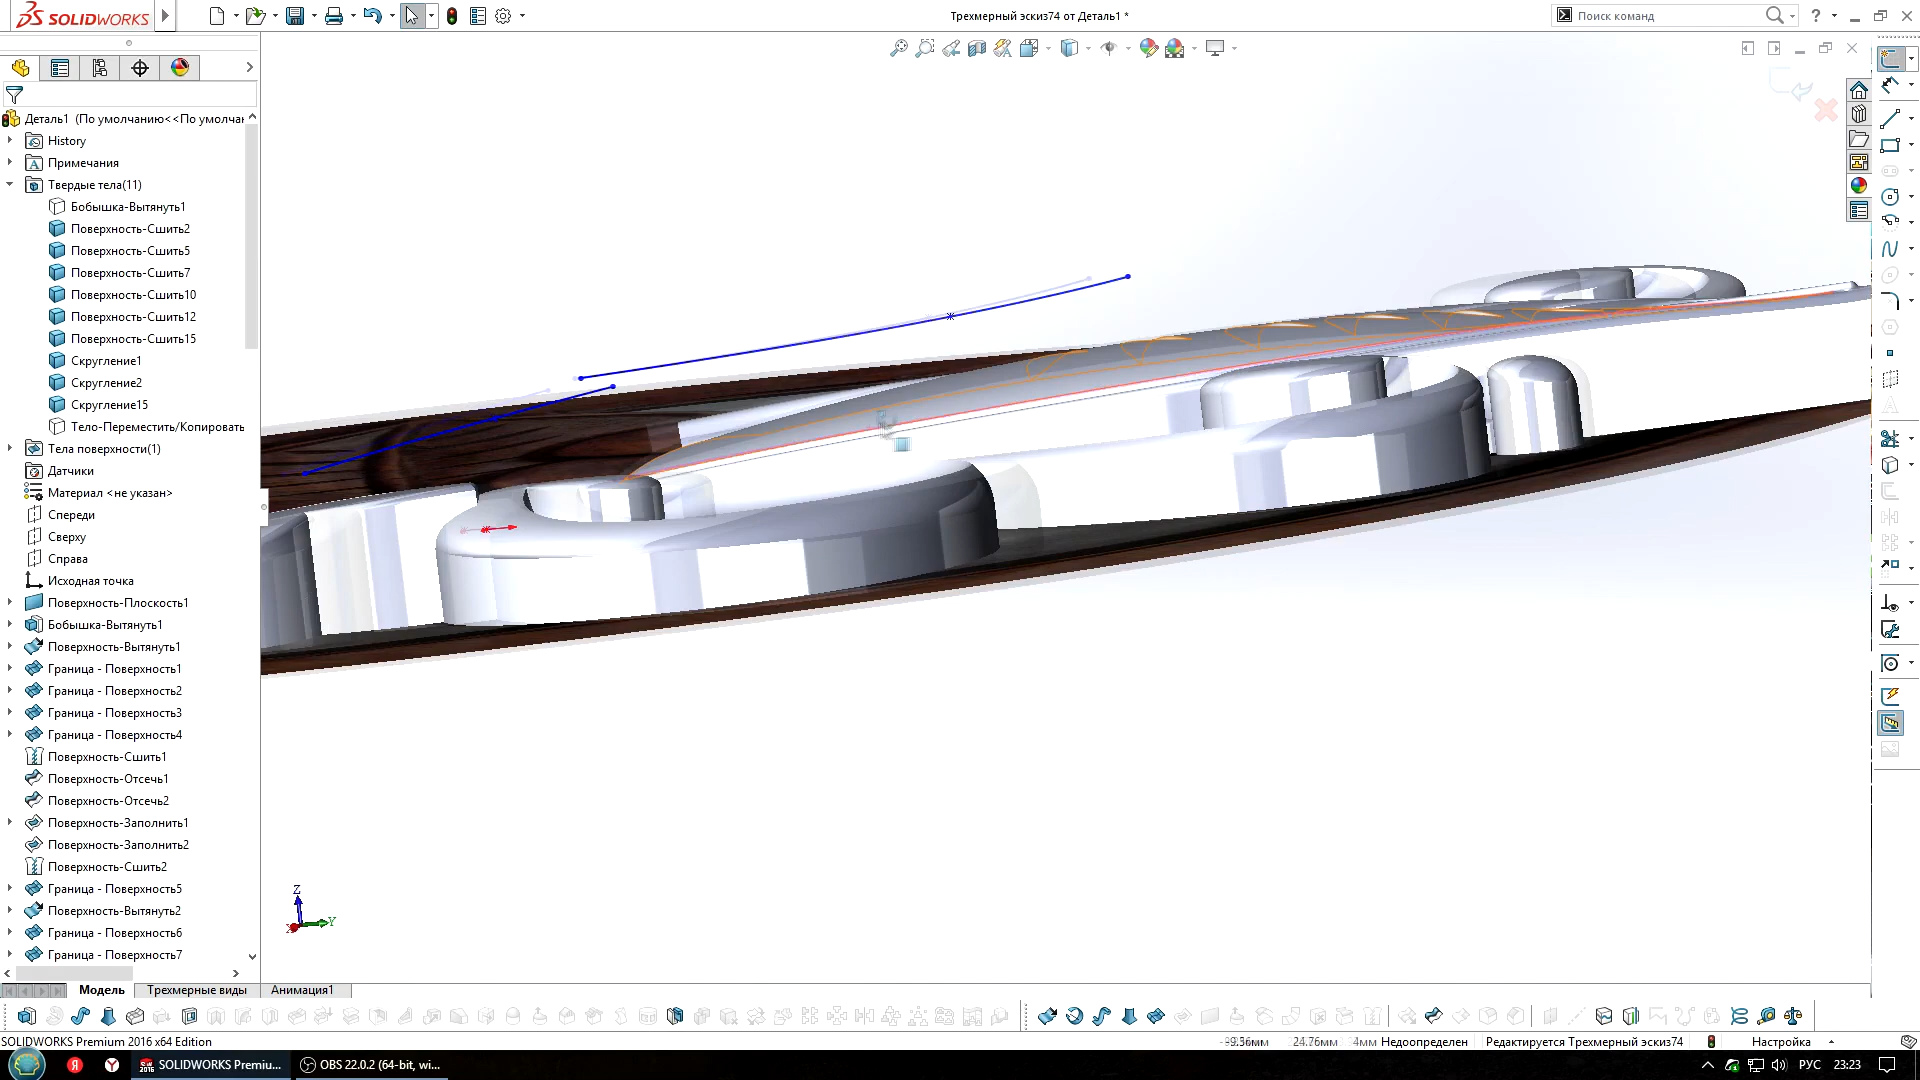 SOLIDWORKS
Трехмерный эскиз74 от Деталь1 *
Поиск команд
?
Деталь1 (По умолчанию<<По умолчан
History
Примечания
Твердые тела(11)
Бобышка-Вытянуть1
Поверхность-Сшить2
Поверхность-Сшить5
Поверхность-Сшить7
Поверхность-Сшить10
Поверхность-Сшить12
Поверхность-Сшить15
Скругление1
Скругление2
Скругление15
Тело-Переместить/Копировать
Тела поверхности(1)
Датчики
Материал <не указан>
Спереди
Сверху
Справа
Исходная точка
Поверхность-Плоскость1
Бобышка-Вытянуть1
Поверхность-Вытянуть1
Граница - Поверхность1
Граница - Поверхность2
Граница - Поверхность3
Граница - Поверхность4
Поверхность-Сшить1
Поверхность-Отсечь1
Поверхность-Отсечь2
Поверхность-Заполнить1
Поверхность-Заполнить2
Поверхность-Сшить2
Граница - Поверхность5
Поверхность-Вытянуть2
Граница - Поверхность6
Граница - Поверхность7
Z
Y
X
Модель
Трехмерные виды
Анимация1
SOLIDWORKS Premium 2016 x64 Edition
24.76мм
Недоопределен
Редактируется Трехмерный эскиз74
Настройка
SOLIDWORKS Premiu...
OBS 22.0.2 (64-bit, wi...
РУС
23:23